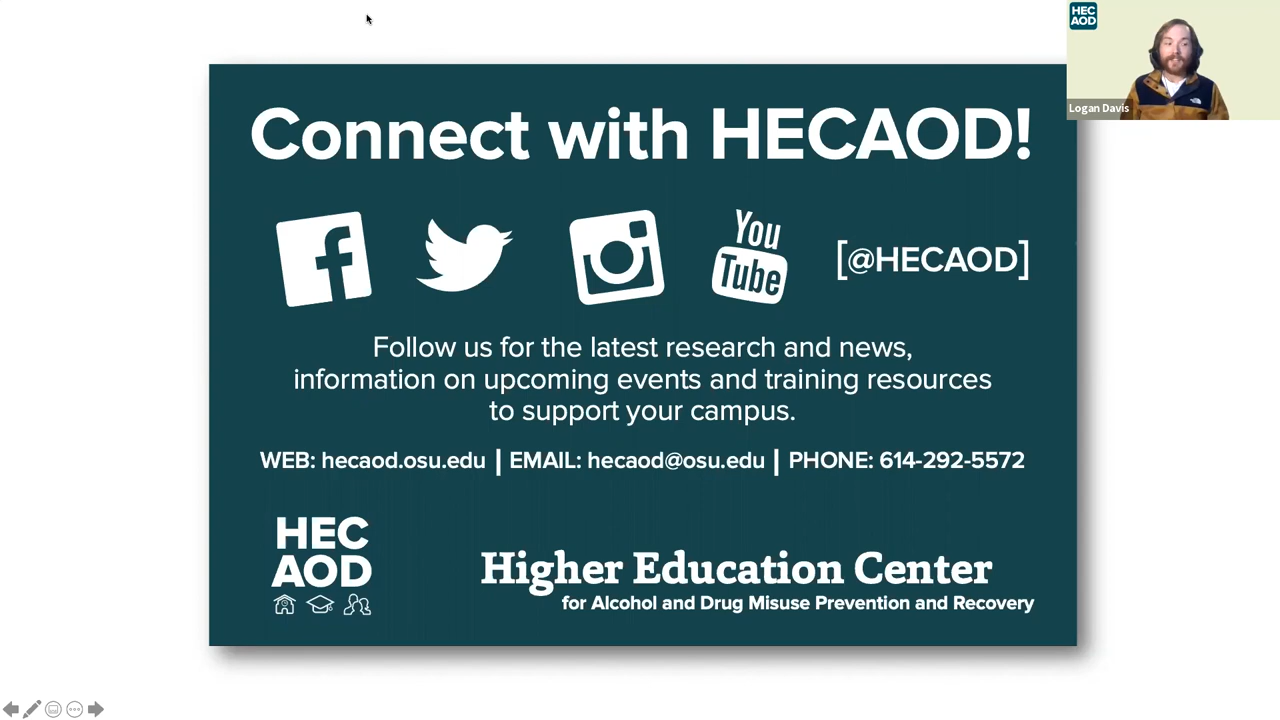 HEC
AOD
Logan Davis
Connect with HECAOD!
f
You
Tube
[@HECAOD]
Follow us for the latest research and news,
information on upcoming events and training resources
to support your campus.
WEB: hecaod.osu.edu | EMAIL: hecaod@osu.edu | PHONE: 614-292-5572
HEC
AOD
Higher Education Center
for Alcohol and Drug Misuse Prevention and Recovery